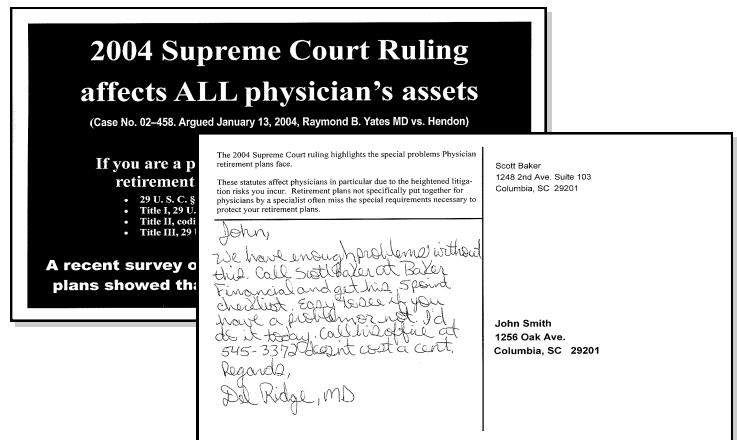 2004 Supreme Court Ruling
affects ALL physician's assets
(Case No. 02–458. Argued January 13, 2004, Raymond B. Yates MD vs. Hendon)
If you are a p
retirement
• 29 U. S. C. §
• Title I, 29 U.
• Title II, codi
• Title III, 29
A recent survey o
plans showed tha
The 2004 Supreme Court ruling highlights the special problems Physician
retirement plans face.
These statutes affect physicians in particular due to the heightened litiga-
tion risks you incur. Retirement plans not specifically put together for
physicians by a specialist often miss the special requirements necessary to
protect your retirement plans.
John,
We have enough problems without
this. Call Scott Baker at Baker
Financial and get his 5 point
checklist. Easy to see if you
have a problem or not. I'd
do it today. Call his office at
545-3372 doesn't cost a cent.
Regards,
Del Ridge, MD
Scott Baker
1248 2nd Ave. Suite 103
Columbia, SC 29201
John Smith
1256 Oak Ave.
Columbia, SC 29201